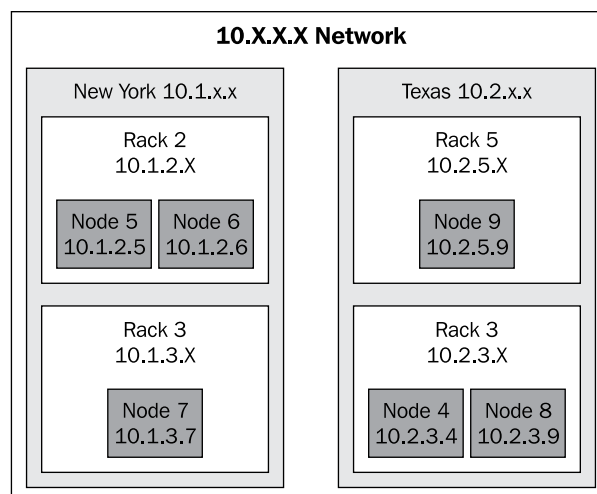 10.X.X.X Network
New York 10.1.x.x
Rack 2
10.1.2.X
Node 5
10.1.2.5
Node 6
10.1.2.6
Rack 3
10.1.3.X
Node 7
10.1.3.7
Texas 10.2.x.x
Rack 5
10.2.5.X
Node 9
10.2.5.9
Rack 3
10.2.3.X
Node 4
10.2.3.4
Node 8
10.2.3.9